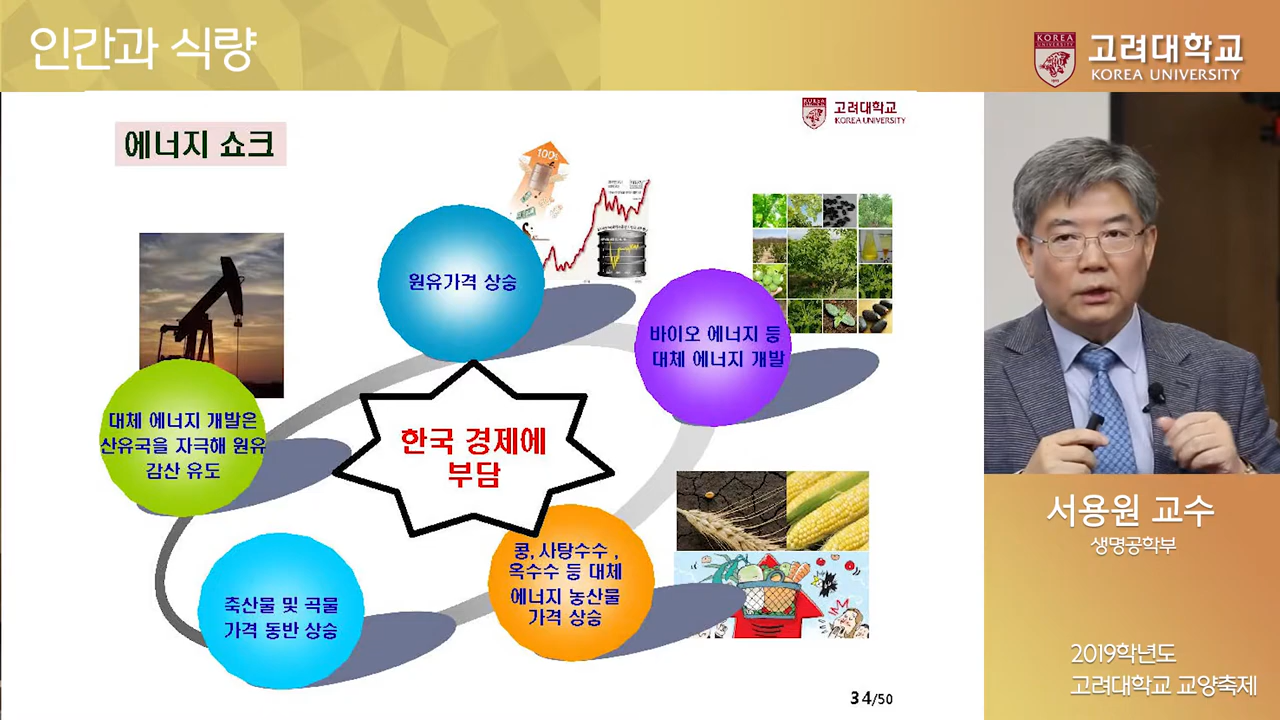 인간과 식량
KOREA
고려대학교
KOREA UNIVERSITY
고려대학교
KOREA UNIVERSITY
에너지 쇼크
100$
원유가격 상승
바이오 에너지 등
대체 에너지 개발
대체 에너지 개발은
산유국을 자극해 원유
감산 유도
한국 경제에
부담
콩, 사탕수수 ,
옥수수 등 대체
에너지 농산물
가격 상승
축산물 및 곡물
가격 동반 상승
34/50
서용원 교수
생명공학부
2019학년도
고려대학교 교양축제